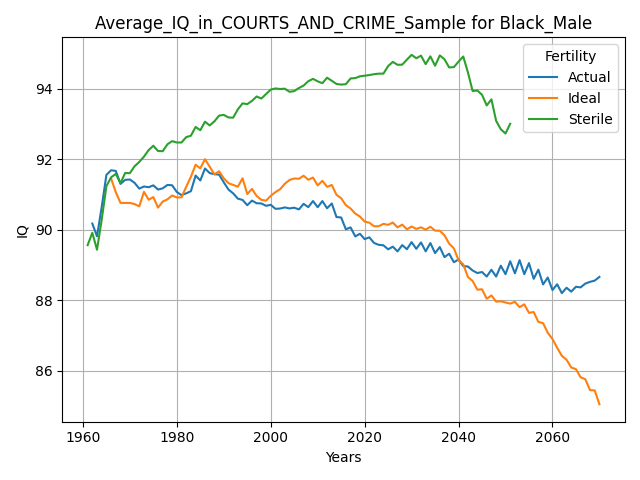 Average_IQ_in_COURTS_AND_CRIME_Sample for Black_Male
Fertility
Actual
Ideal
Sterile
IQ
94
92
90
88
86
1960 1980 2000 2020 2040 2060
Years